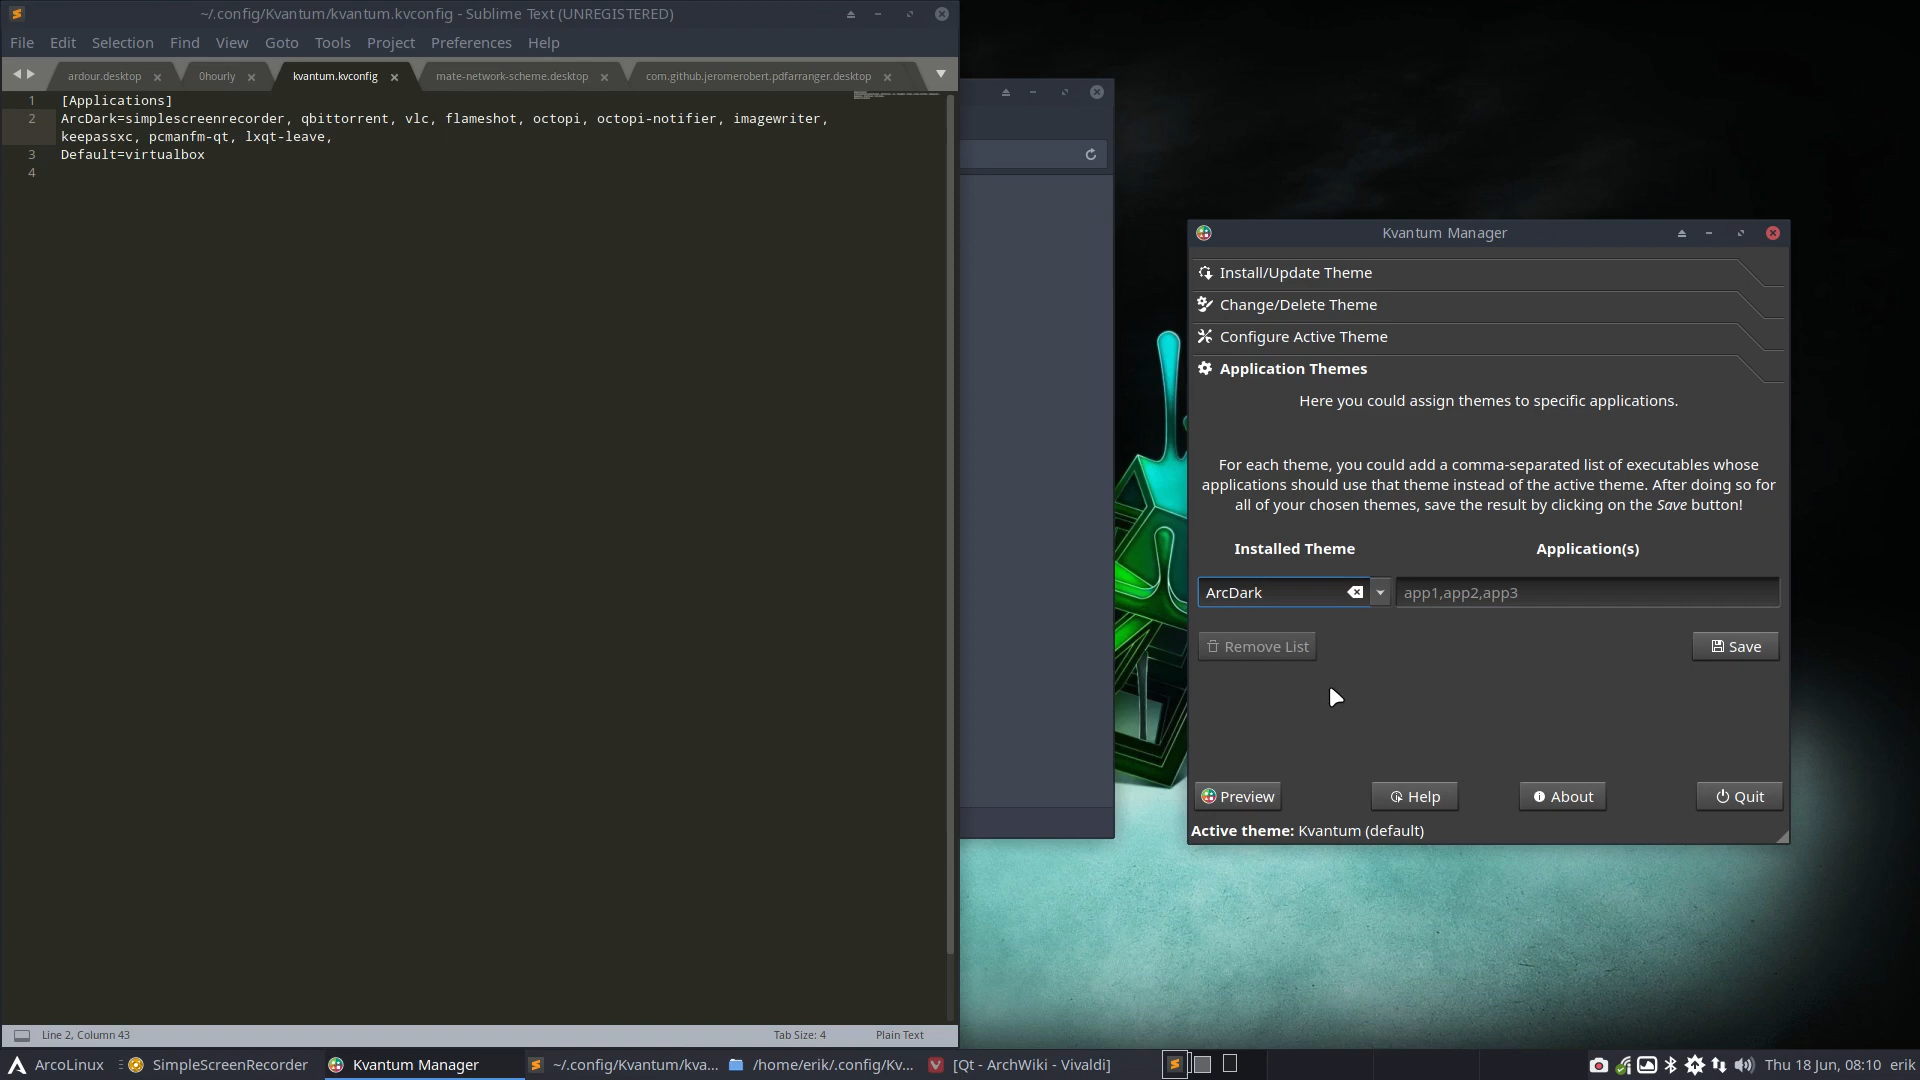 ~/.config/Kvantum/kvantum.kvconfig - Sublime Text (UNREGISTERED)
File Edit Selection Find View Goto Tools Project Preferences Help
ardour.desktop 0hourly kvantum.kvconfig mate-network-scheme.desktop com.github.jeromerobert.pdfarranger.desktop
1 [Applications]
2 ArcDark=simplescreenrecorder, qbittorrent, vlc, flameshot, octopi, octopi-notifier, imagewriter,
keepassxc, pcmanfm-qt, lxqt-leave,
3 Default=virtualbox
4
Line 2, Column 43 Tab Size: 4 Plain Text
Kvantum Manager
Install/Update Theme
Change/Delete Theme
Configure Active Theme
Application Themes
Here you could assign themes to specific applications.
For each theme, you could add a comma-separated list of executables whose
applications should use that theme instead of the active theme. After doing so for
all of your chosen themes, save the result by clicking on the Save button!
Installed Theme Application(s)
ArcDark app1,app2,app3
Remove List Save
Preview Help About Quit
Active theme: Kvantum (default)
ArcoLinux SimpleScreenRecorder Kvantum Manager ~/.config/Kvantum/kva... /home/erik/.config/Kv... [Qt - ArchWiki - Vivaldi] Thu 18 Jun, 08:10 erik